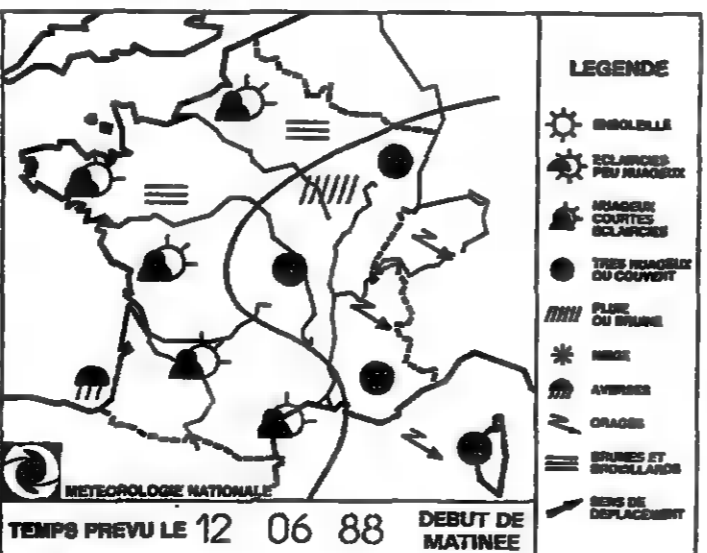 LEGENDE
ENSOLEILLE
ECLAIRCIES
PEU NUAGEUX
NUAGEUX
COURTES
ECLAIRCIES
TRES NUAGEUX
OU COUVERT
PLUIE
OU BRUINE
NEIGE
AVERSES
ORAGES
BRUMES ET
BROUILLARDS
SENS DE
DEPLACEMENT
METEOROLOGIE NATIONALE
TEMPS PREVU LE 12 06 88 DEBUT DE
MATINEE